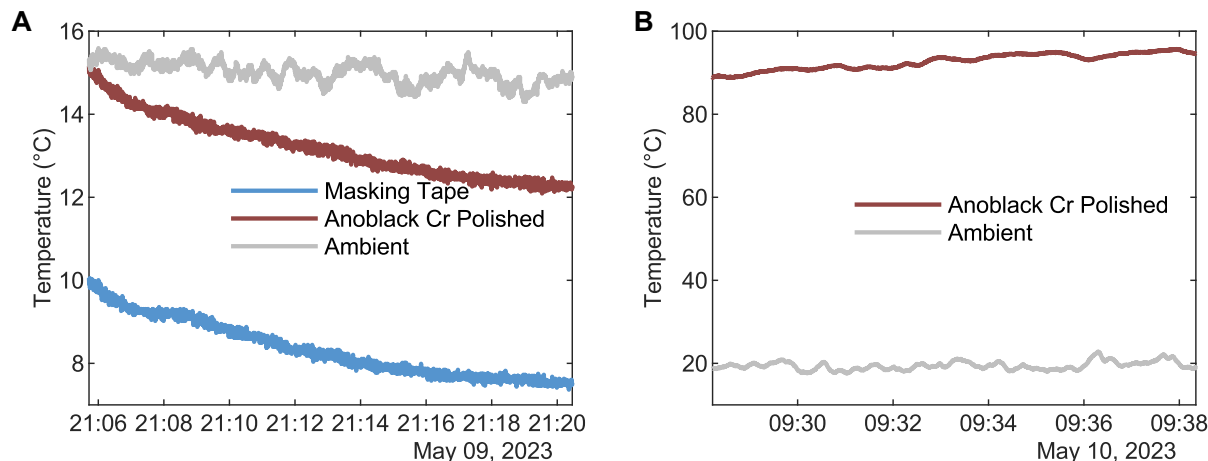 A
Temperature (°C)
16
14
12
10
8
Masking Tape
Anoblack Cr Polished
Ambient
21:06 21:08 21:10 21:12 21:14 21:16 21:18 21:20
May 09, 2023
B
Temperature (°C)
100
80
60
40
20
Anoblack Cr Polished
Ambient
09:30 09:32 09:34 09:36 09:38
May 10, 2023